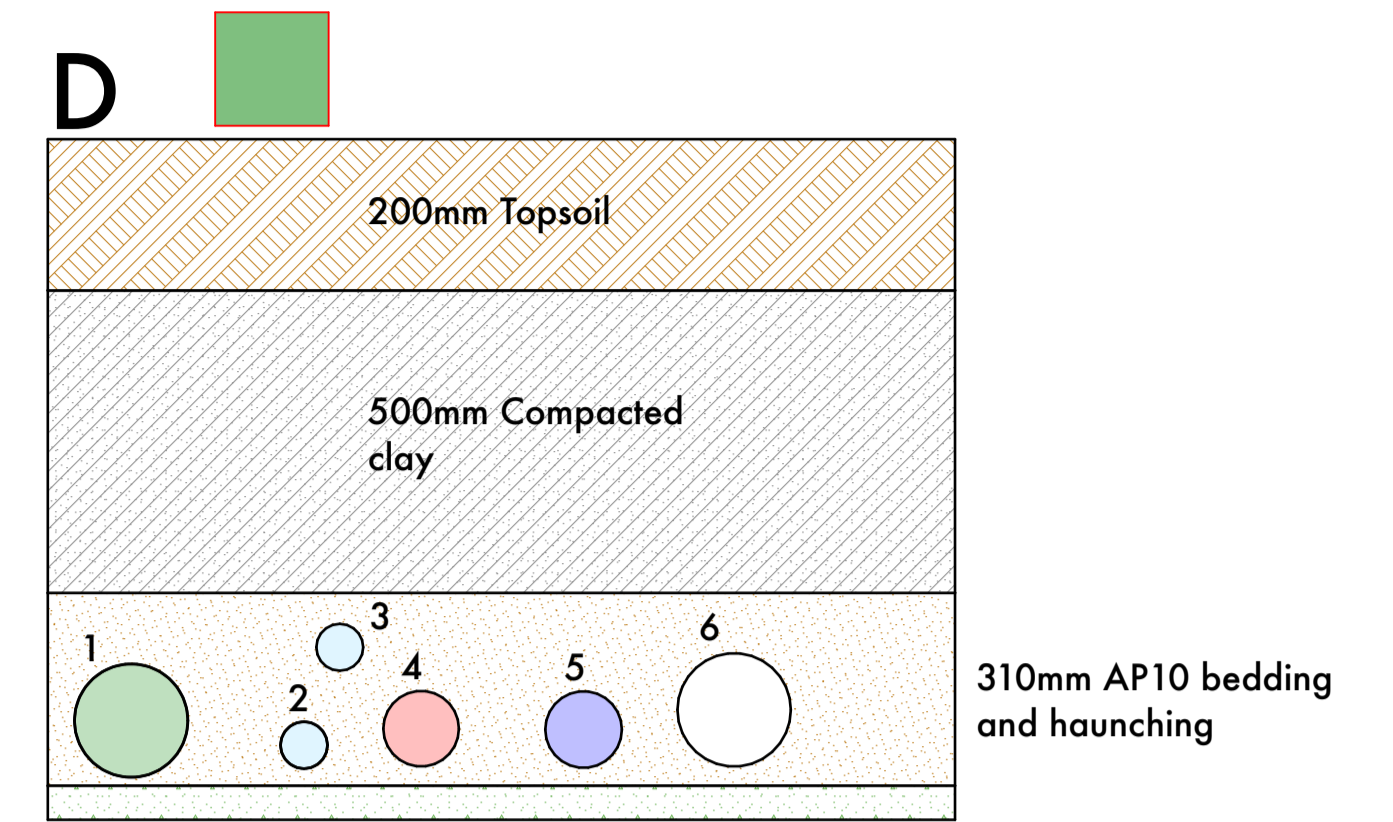 D
200mm Topsoil
500mm Compacted
clay
3
1
6
4
5
2
310mm AP10 bedding
and haunching